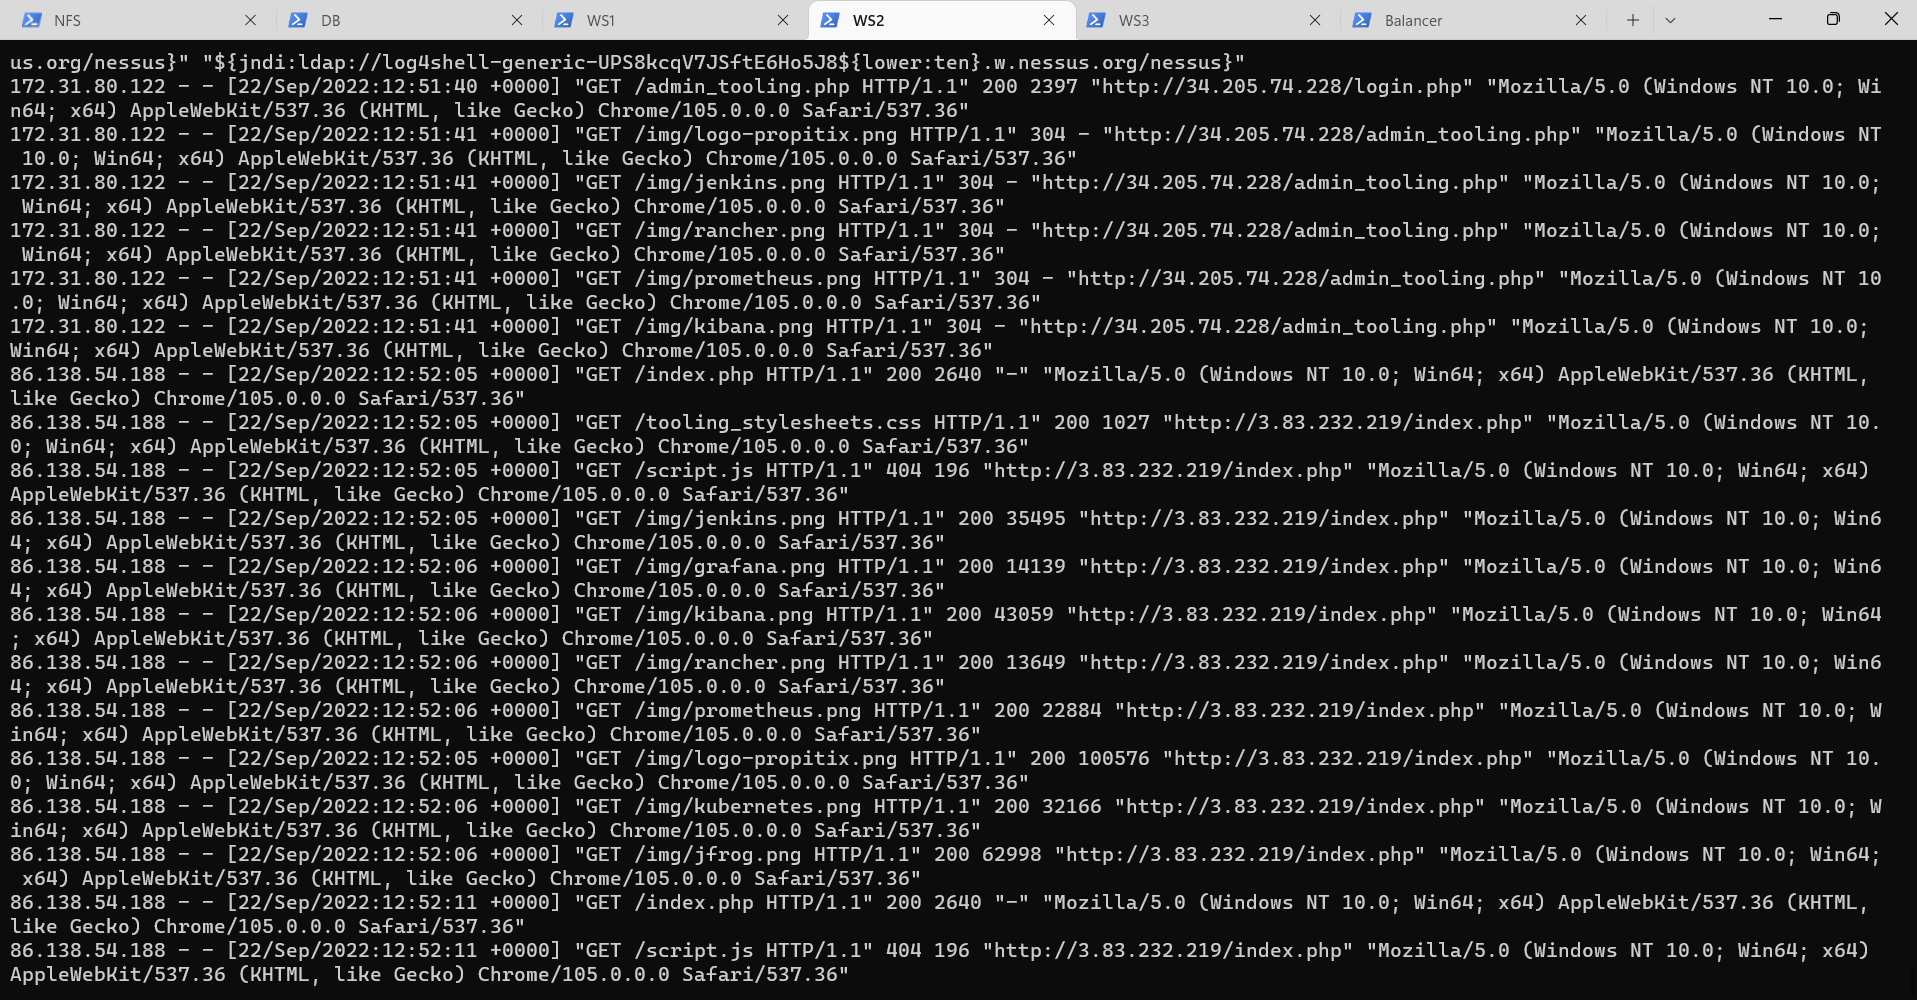 NFS DB WS1 WS2 WS3 Balancer
us.org/nessus}" "${jndi:ldap://log4shell-generic-UPS8kcqV7JSftE6Ho5J8${lower:ten}.w.nessus.org/nessus}"
172.31.80.122 - - [22/Sep/2022:12:51:40 +0000] "GET /admin_tooling.php HTTP/1.1" 200 2397 "http://34.205.74.228/login.php" "Mozilla/5.0 (Windows NT 10.0; Wi
n64; x64) AppleWebKit/537.36 (KHTML, like Gecko) Chrome/105.0.0.0 Safari/537.36"
172.31.80.122 - - [22/Sep/2022:12:51:41 +0000] "GET /img/logo-propitix.png HTTP/1.1" 304 - "http://34.205.74.228/admin_tooling.php" "Mozilla/5.0 (Windows NT
10.0; Win64; x64) AppleWebKit/537.36 (KHTML, like Gecko) Chrome/105.0.0.0 Safari/537.36"
172.31.80.122 - - [22/Sep/2022:12:51:41 +0000] "GET /img/jenkins.png HTTP/1.1" 304 - "http://34.205.74.228/admin_tooling.php" "Mozilla/5.0 (Windows NT 10.0;
Win64; x64) AppleWebKit/537.36 (KHTML, like Gecko) Chrome/105.0.0.0 Safari/537.36"
172.31.80.122 - - [22/Sep/2022:12:51:41 +0000] "GET /img/rancher.png HTTP/1.1" 304 - "http://34.205.74.228/admin_tooling.php" "Mozilla/5.0 (Windows NT 10.0;
Win64; x64) AppleWebKit/537.36 (KHTML, like Gecko) Chrome/105.0.0.0 Safari/537.36"
172.31.80.122 - - [22/Sep/2022:12:51:41 +0000] "GET /img/prometheus.png HTTP/1.1" 304 - "http://34.205.74.228/admin_tooling.php" "Mozilla/5.0 (Windows NT 10
.0; Win64; x64) AppleWebKit/537.36 (KHTML, like Gecko) Chrome/105.0.0.0 Safari/537.36"
172.31.80.122 - - [22/Sep/2022:12:51:41 +0000] "GET /img/kibana.png HTTP/1.1" 304 - "http://34.205.74.228/admin_tooling.php" "Mozilla/5.0 (Windows NT 10.0;
Win64; x64) AppleWebKit/537.36 (KHTML, like Gecko) Chrome/105.0.0.0 Safari/537.36"
86.138.54.188 - - [22/Sep/2022:12:52:05 +0000] "GET /index.php HTTP/1.1" 200 2640 "-" "Mozilla/5.0 (Windows NT 10.0; Win64; x64) AppleWebKit/537.36 (KHTML,
like Gecko) Chrome/105.0.0.0 Safari/537.36"
86.138.54.188 - - [22/Sep/2022:12:52:05 +0000] "GET /tooling_stylesheets.css HTTP/1.1" 200 1027 "http://3.83.232.219/index.php" "Mozilla/5.0 (Windows NT 10.
0; Win64; x64) AppleWebKit/537.36 (KHTML, like Gecko) Chrome/105.0.0.0 Safari/537.36"
86.138.54.188 - - [22/Sep/2022:12:52:05 +0000] "GET /script.js HTTP/1.1" 404 196 "http://3.83.232.219/index.php" "Mozilla/5.0 (Windows NT 10.0; Win64; x64)
AppleWebKit/537.36 (KHTML, like Gecko) Chrome/105.0.0.0 Safari/537.36"
86.138.54.188 - - [22/Sep/2022:12:52:05 +0000] "GET /img/jenkins.png HTTP/1.1" 200 35495 "http://3.83.232.219/index.php" "Mozilla/5.0 (Windows NT 10.0; Win6
4; x64) AppleWebKit/537.36 (KHTML, like Gecko) Chrome/105.0.0.0 Safari/537.36"
86.138.54.188 - - [22/Sep/2022:12:52:06 +0000] "GET /img/grafana.png HTTP/1.1" 200 14139 "http://3.83.232.219/index.php" "Mozilla/5.0 (Windows NT 10.0; Win6
4; x64) AppleWebKit/537.36 (KHTML, like Gecko) Chrome/105.0.0.0 Safari/537.36"
86.138.54.188 - - [22/Sep/2022:12:52:06 +0000] "GET /img/kibana.png HTTP/1.1" 200 43059 "http://3.83.232.219/index.php" "Mozilla/5.0 (Windows NT 10.0; Win64
; x64) AppleWebKit/537.36 (KHTML, like Gecko) Chrome/105.0.0.0 Safari/537.36"
86.138.54.188 - - [22/Sep/2022:12:52:06 +0000] "GET /img/rancher.png HTTP/1.1" 200 13649 "http://3.83.232.219/index.php" "Mozilla/5.0 (Windows NT 10.0; Win6
4; x64) AppleWebKit/537.36 (KHTML, like Gecko) Chrome/105.0.0.0 Safari/537.36"
86.138.54.188 - - [22/Sep/2022:12:52:06 +0000] "GET /img/prometheus.png HTTP/1.1" 200 22884 "http://3.83.232.219/index.php" "Mozilla/5.0 (Windows NT 10.0; W
in64; x64) AppleWebKit/537.36 (KHTML, like Gecko) Chrome/105.0.0.0 Safari/537.36"
86.138.54.188 - - [22/Sep/2022:12:52:05 +0000] "GET /img/logo-propitix.png HTTP/1.1" 200 100576 "http://3.83.232.219/index.php" "Mozilla/5.0 (Windows NT 10.
0; Win64; x64) AppleWebKit/537.36 (KHTML, like Gecko) Chrome/105.0.0.0 Safari/537.36"
86.138.54.188 - - [22/Sep/2022:12:52:06 +0000] "GET /img/kubernetes.png HTTP/1.1" 200 32166 "http://3.83.232.219/index.php" "Mozilla/5.0 (Windows NT 10.0; W
in64; x64) AppleWebKit/537.36 (KHTML, like Gecko) Chrome/105.0.0.0 Safari/537.36"
86.138.54.188 - - [22/Sep/2022:12:52:06 +0000] "GET /img/jfrog.png HTTP/1.1" 200 62998 "http://3.83.232.219/index.php" "Mozilla/5.0 (Windows NT 10.0; Win64;
x64) AppleWebKit/537.36 (KHTML, like Gecko) Chrome/105.0.0.0 Safari/537.36"
86.138.54.188 - - [22/Sep/2022:12:52:11 +0000] "GET /index.php HTTP/1.1" 200 2640 "-" "Mozilla/5.0 (Windows NT 10.0; Win64; x64) AppleWebKit/537.36 (KHTML,
like Gecko) Chrome/105.0.0.0 Safari/537.36"
86.138.54.188 - - [22/Sep/2022:12:52:11 +0000] "GET /script.js HTTP/1.1" 404 196 "http://3.83.232.219/index.php" "Mozilla/5.0 (Windows NT 10.0; Win64; x64)
AppleWebKit/537.36 (KHTML, like Gecko) Chrome/105.0.0.0 Safari/537.36"